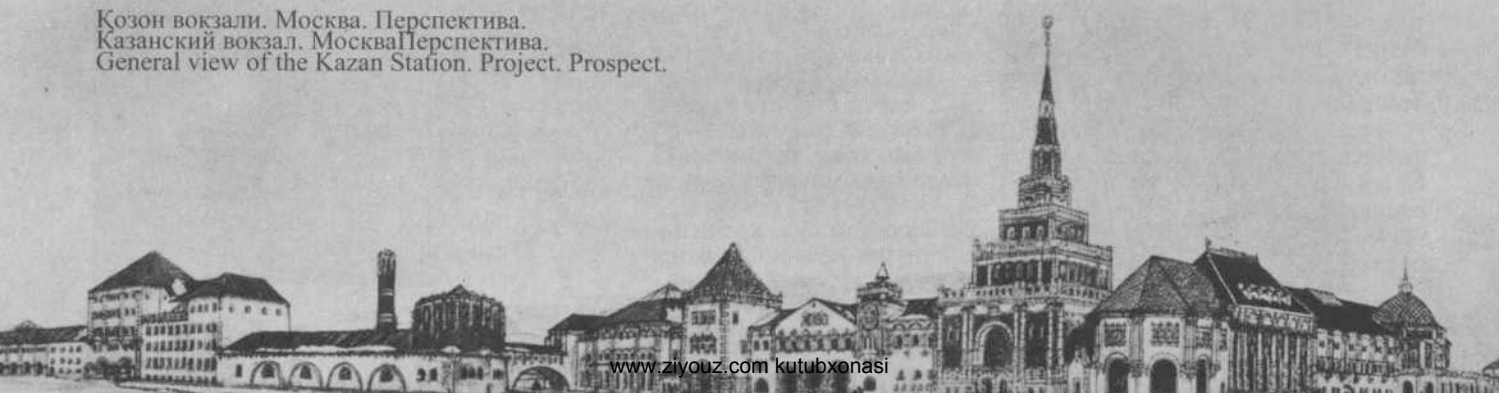 Қозон вокзали. Москва. Перспектива.
Казанский вокзал. МоскваПерспектива.
General view of the Kazan Station. Project. Prospect.
www.ziyouz.com kutubxonasi